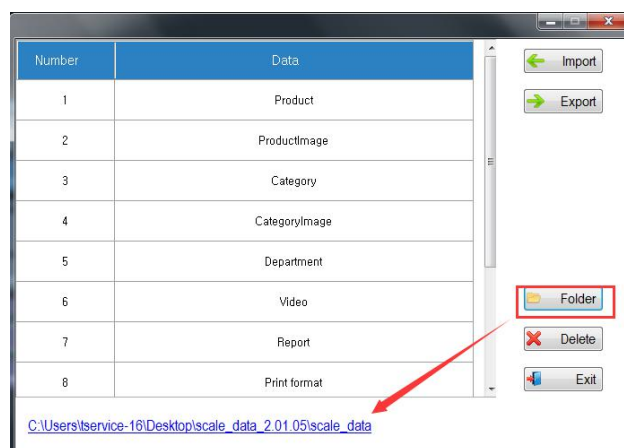 Number Data
1 Product
2 ProductImage
3 Category
4 CategoryImage
5 Department
6 Video
7 Report
8 Print format
Import
Export
Folder
Delete
Exit
C:\Users\tservice-16\Desktop\scale_data_2.01.05\scale_data